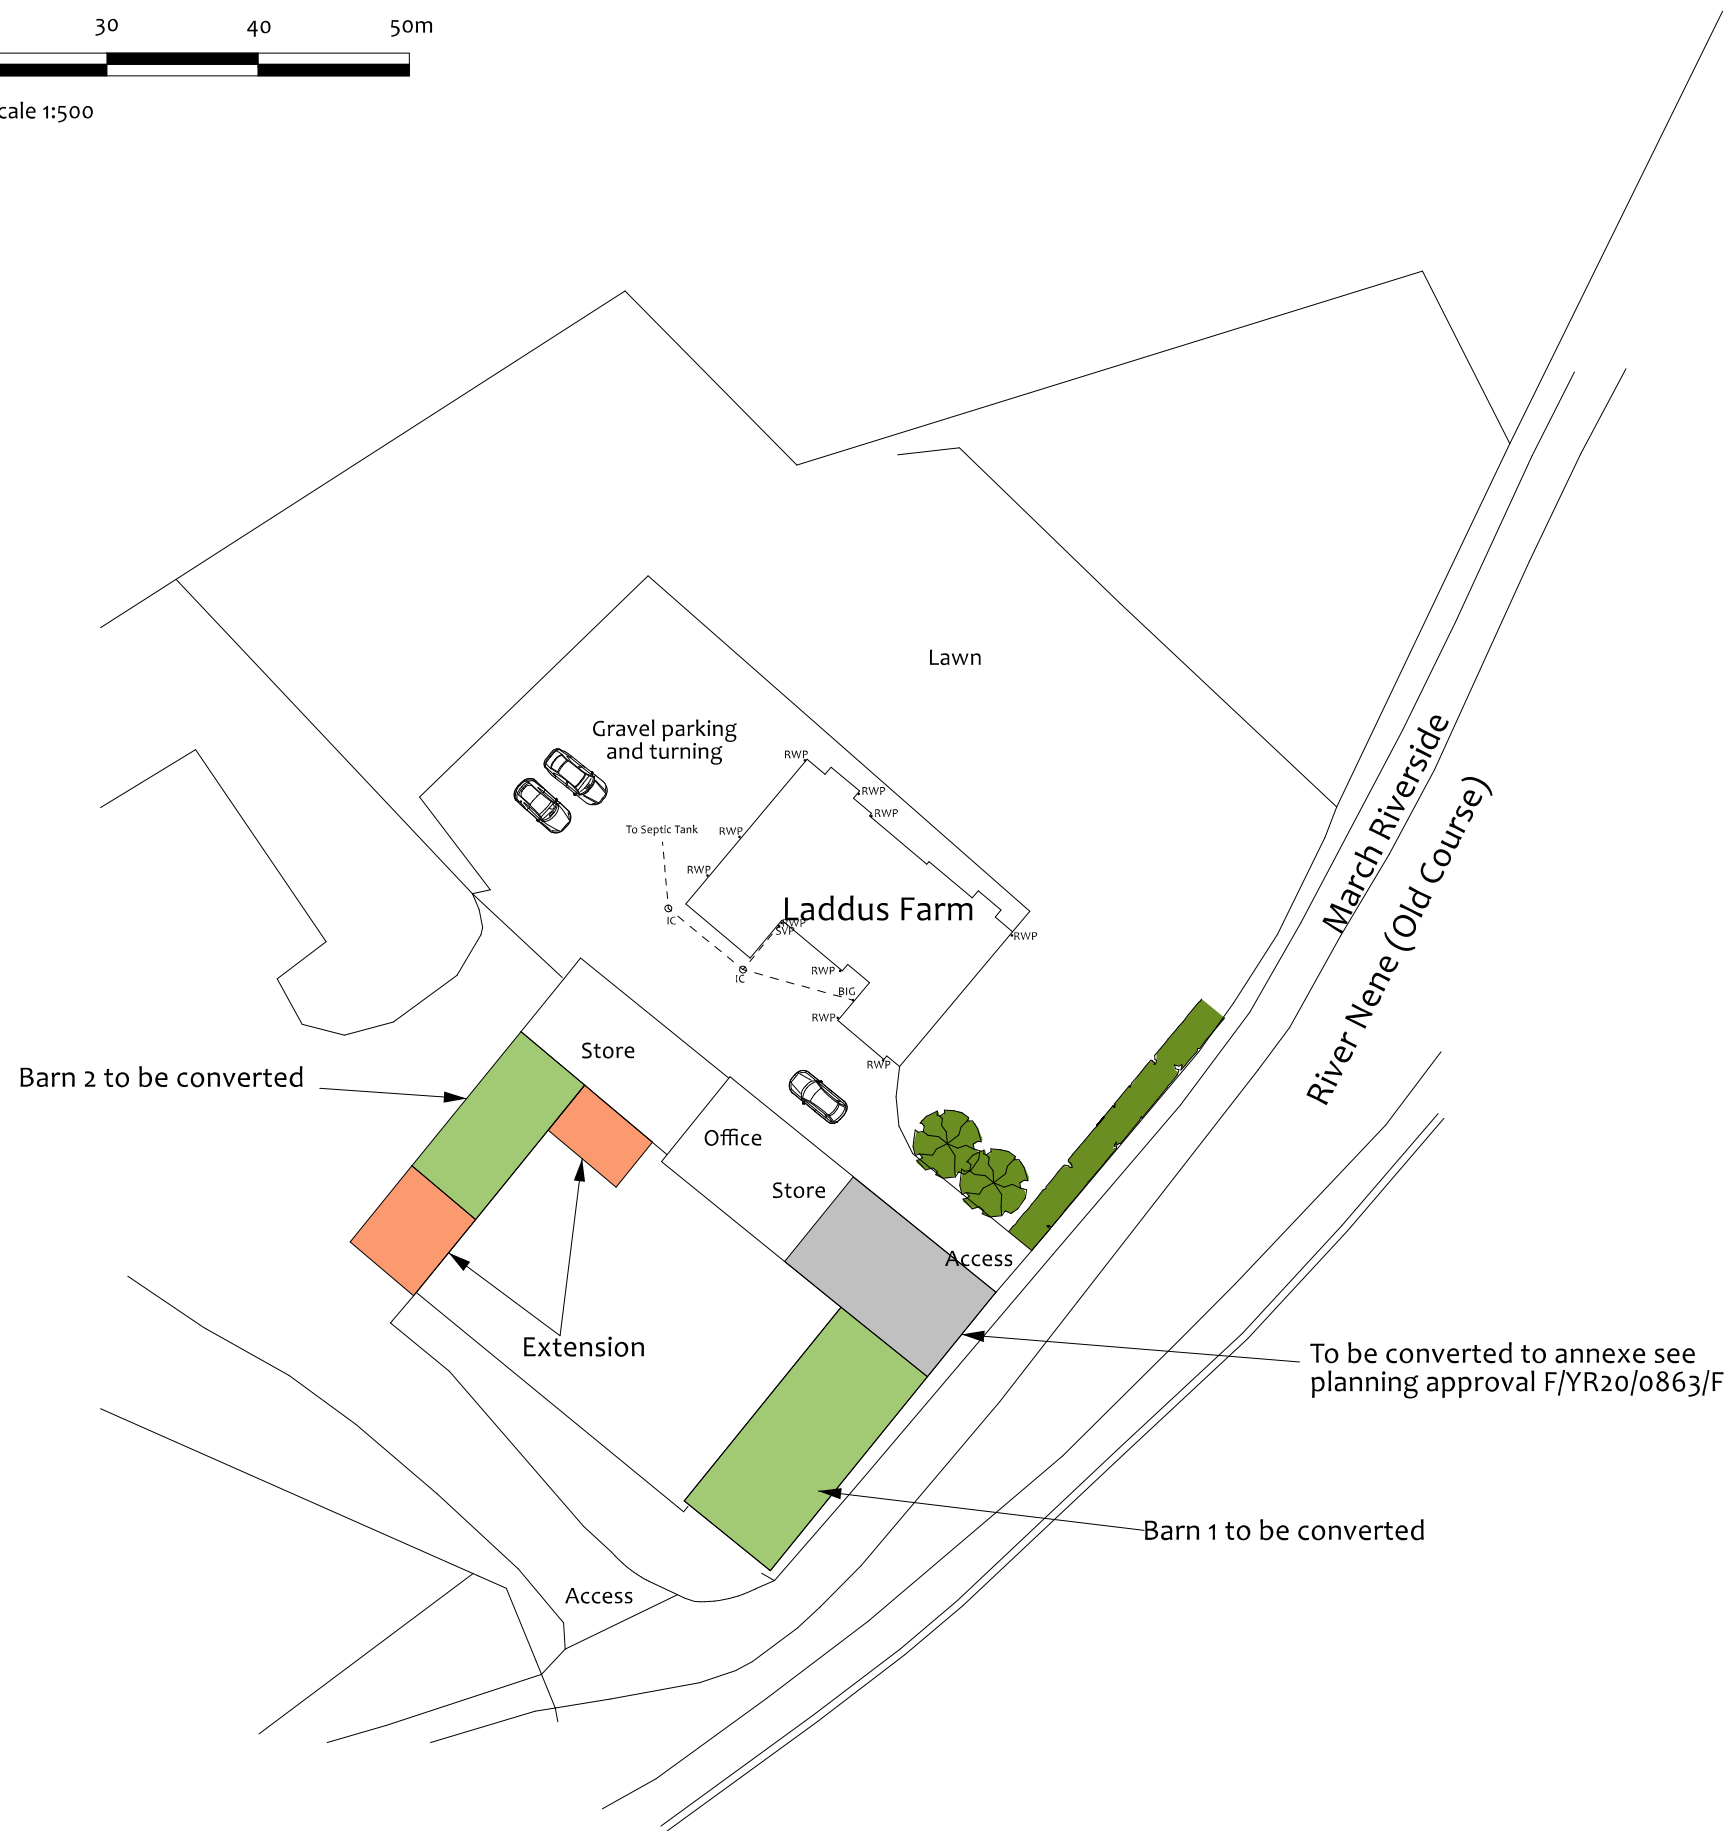 30 40 50m
cale 1:500
Lawn
Gravel parking
and turning
RWP
RWP
RWP
To Septic Tank
RWP
RWP
Laddus Farm
IC
RWP
SVP
RWP
IC
RWP
BIG
RWP
RWP
March Riverside
River Nene (Old Course)
Store
Barn 2 to be converted
Office
Store
Access
Extension
To be converted to annexe see
planning approval F/YR20/0863/F
Barn 1 to be converted
Access